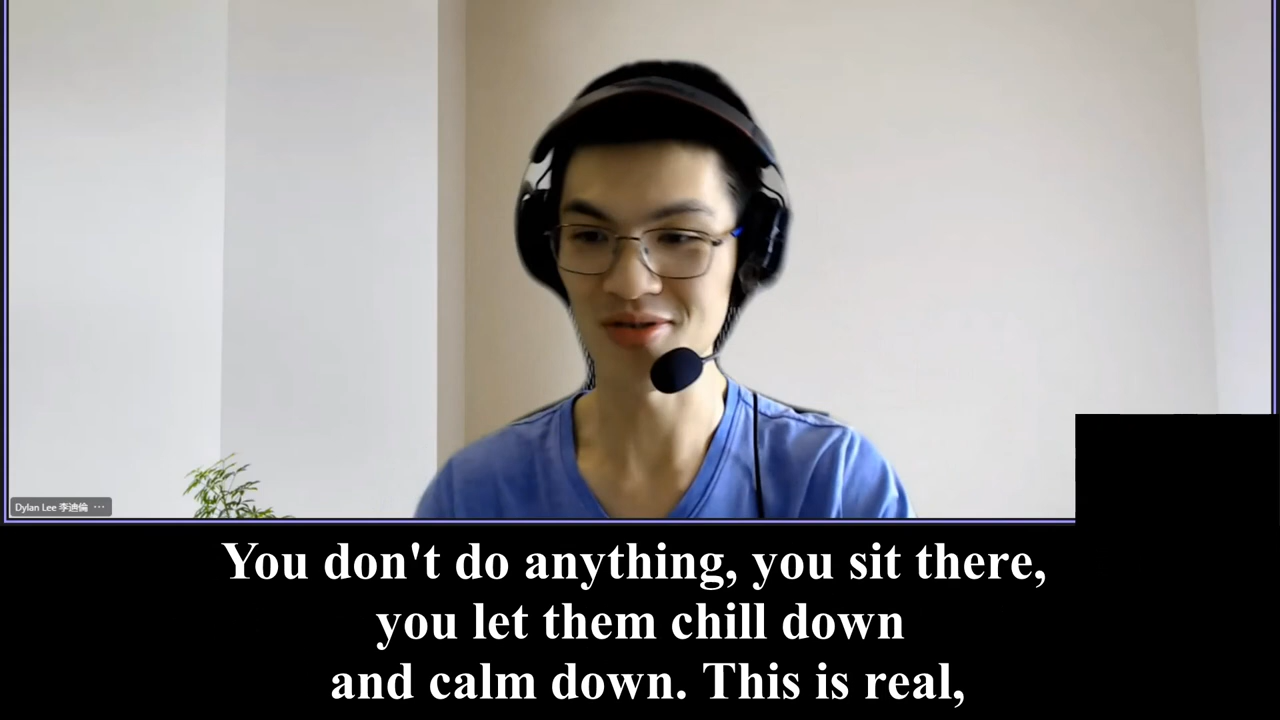 Dylan Lee 李迪倫 ···
You don't do anything, you sit there,
you let them chill down
and calm down. This is real,